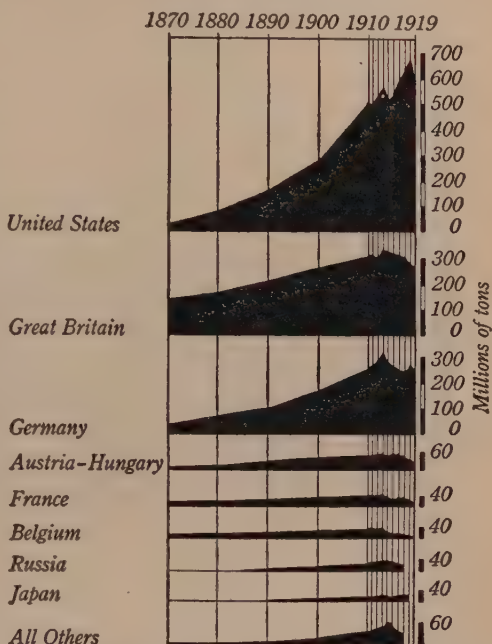 1870 1880 1890 1900 1910 1919
700
600
500
400
300
200
100
United States 0
300
200
100
Great Britain 0
300
200
100
Germany 0
Austria-Hungary 60
France 40
Belgium 40
Russia 40
Japan 40
All Others 60
Millions of tons